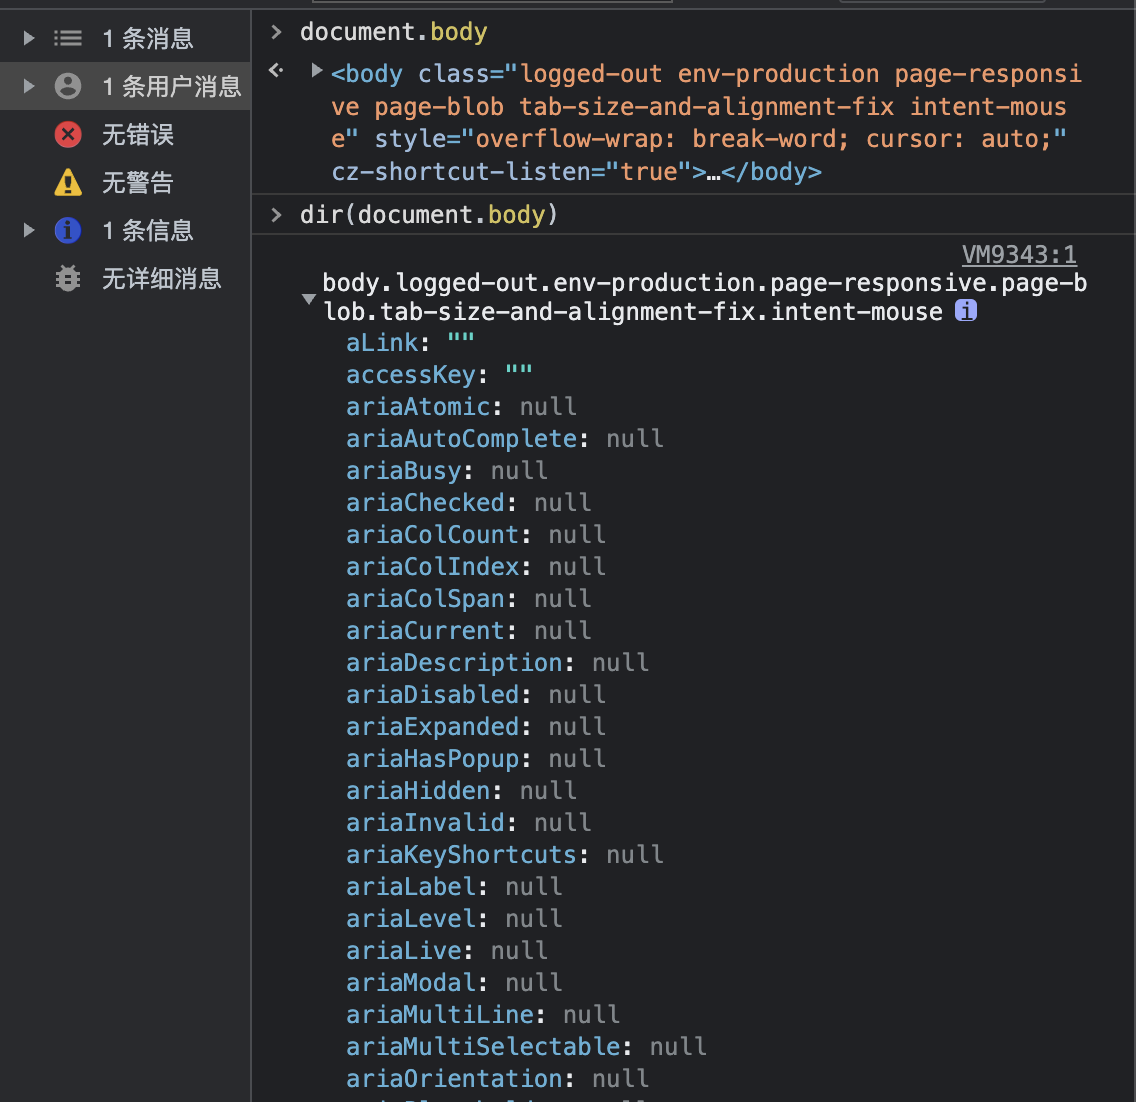 1 条消息
1 条用户消息
无错误
无警告
1 条信息
无详细消息
document.body
<body class="logged-out env-production page-responsi
ve page-blob tab-size-and-alignment-fix intent-mous
e" style="overflow-wrap: break-word; cursor: auto;"
cz-shortcut-listen="true">…</body>
dir(document.body)
VM9343:1
body.logged-out.env-production.page-responsive.page-b
lob.tab-size-and-alignment-fix.intent-mouse i
aLink: ""
accessKey: ""
ariaAtomic: null
ariaAutoComplete: null
ariaBusy: null
ariaChecked: null
ariaColCount: null
ariaColIndex: null
ariaColSpan: null
ariaCurrent: null
ariaDescription: null
ariaDisabled: null
ariaExpanded: null
ariaHasPopup: null
ariaHidden: null
ariaInvalid: null
ariaKeyShortcuts: null
ariaLabel: null
ariaLevel: null
ariaLive: null
ariaModal: null
ariaMultiLine: null
ariaMultiSelectable: null
ariaOrientation: null